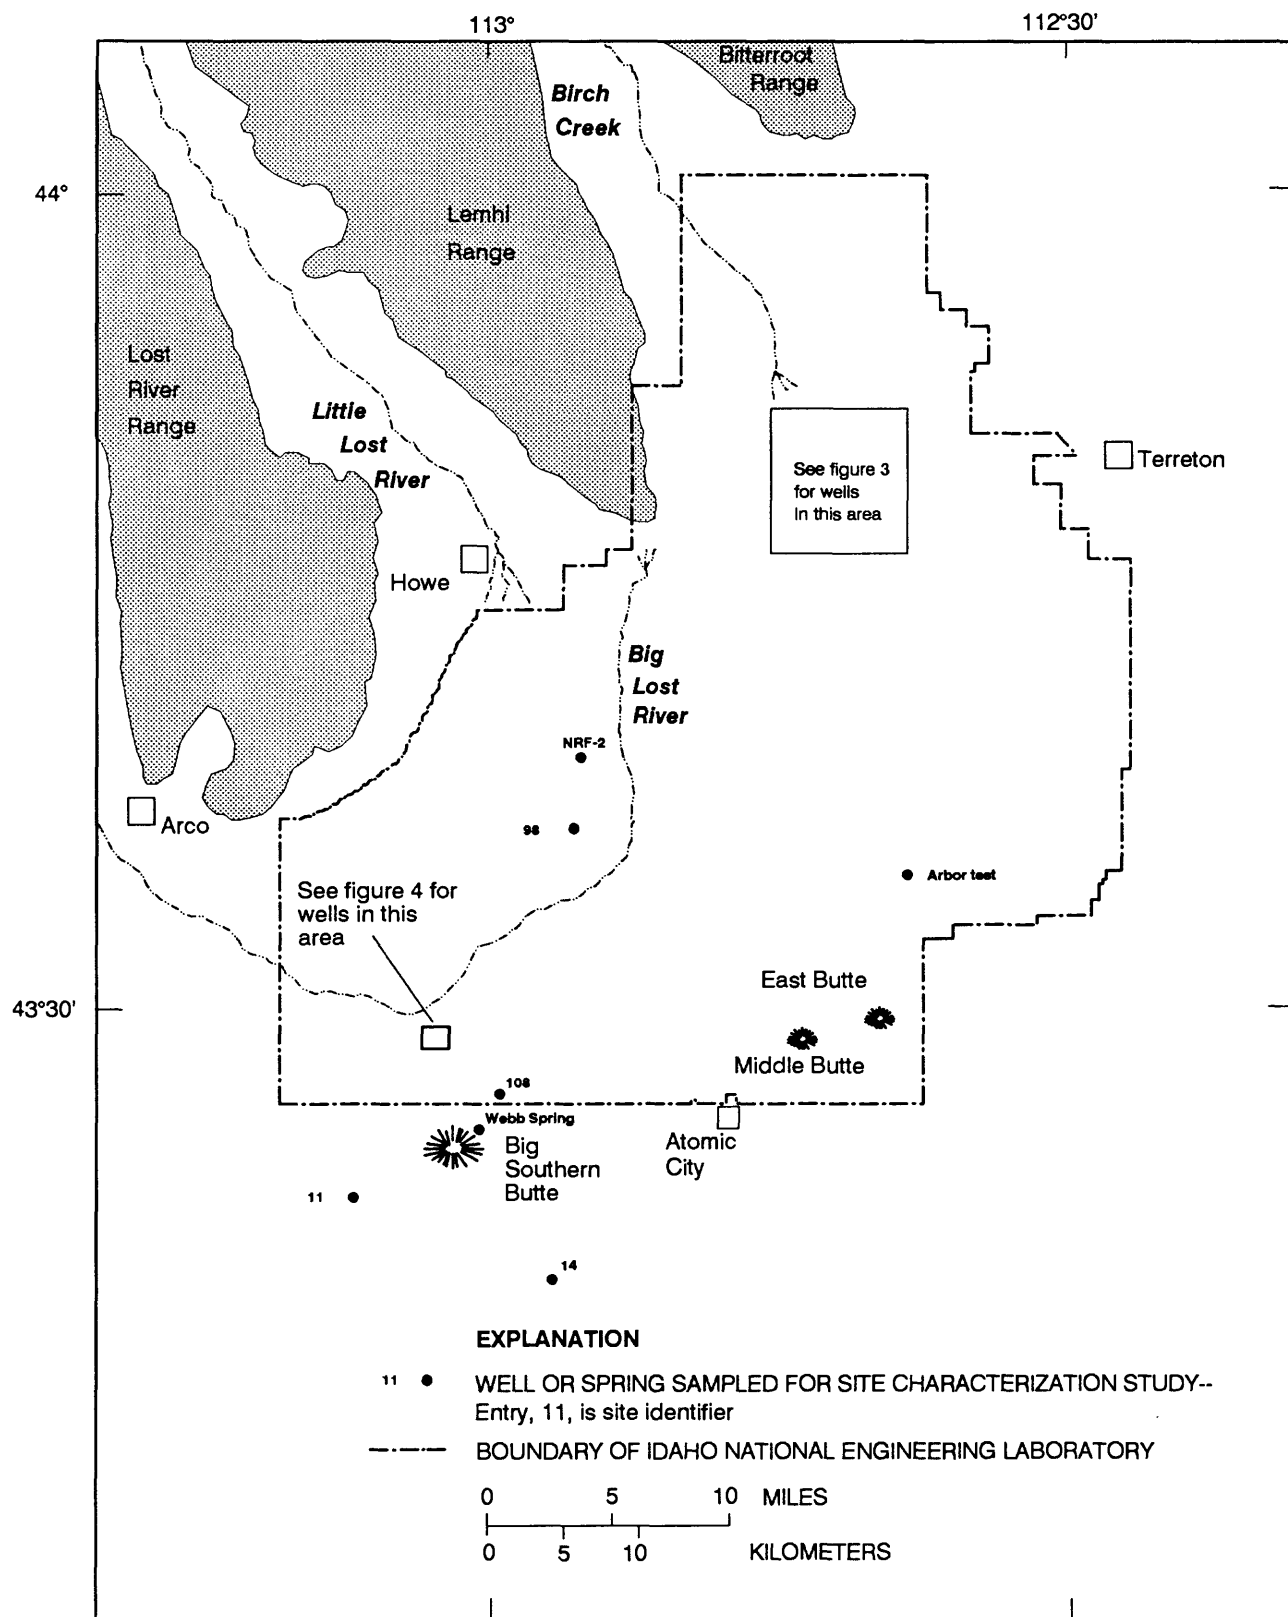 113°
112°30'
Bitterroot
Range
Birch
Creek
44°
Lemhi
Range
Lost
River
Range
Little
Lost
River
See figure 3
for wells
in this area
Terreton
Howe
Big
Lost
River
NRF-2
98
Arco
Arbor test
See figure 4 for
wells in this
area
East Butte
43°30'
Middle Butte
108
Webb Spring
Big
Southern
Butte
Atomic
City
11
14
EXPLANATION
11 WELL OR SPRING SAMPLED FOR SITE CHARACTERIZATION STUDY--
Entry, 11, is site identifier
BOUNDARY OF IDAHO NATIONAL ENGINEERING LABORATORY
0 5 10 MILES
0 5 10 KILOMETERS